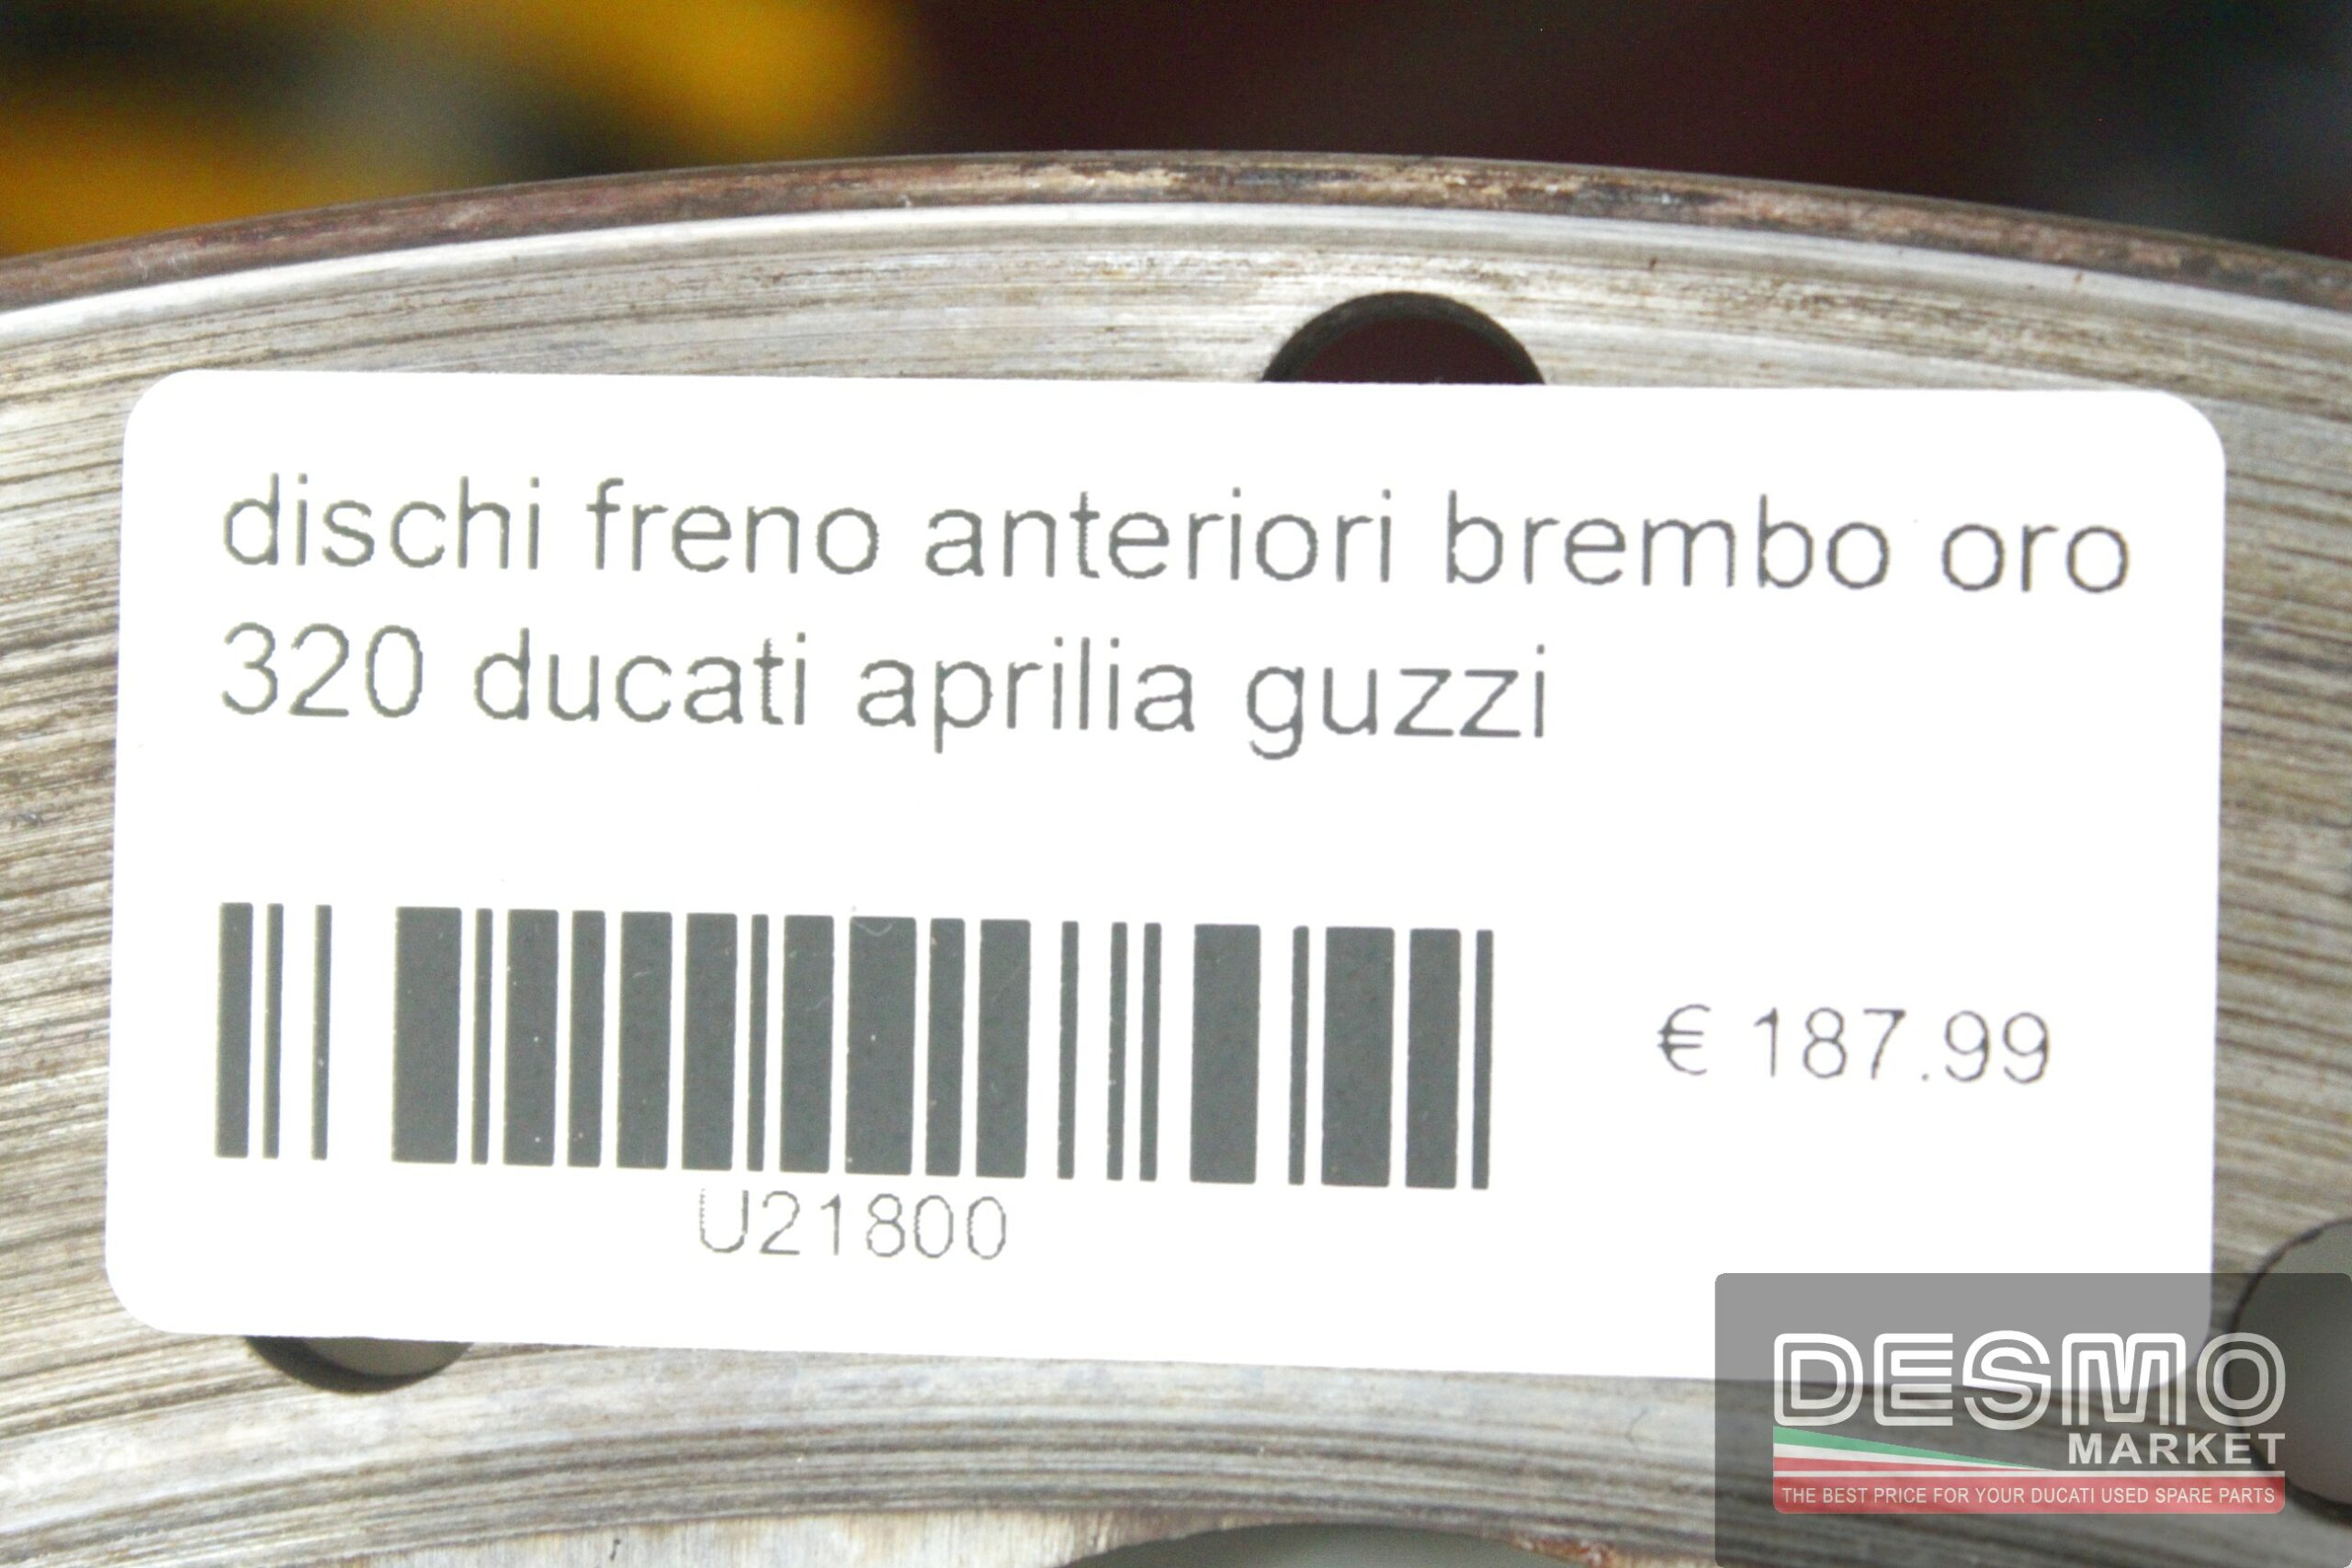 dischi freno anteriori brembo oro
320 ducati aprilia guzzi
€ 187.99
U21800
DESMO
MARKET
THE BEST PRICE FOR YOUR DUCATI USED SPARE PARTS